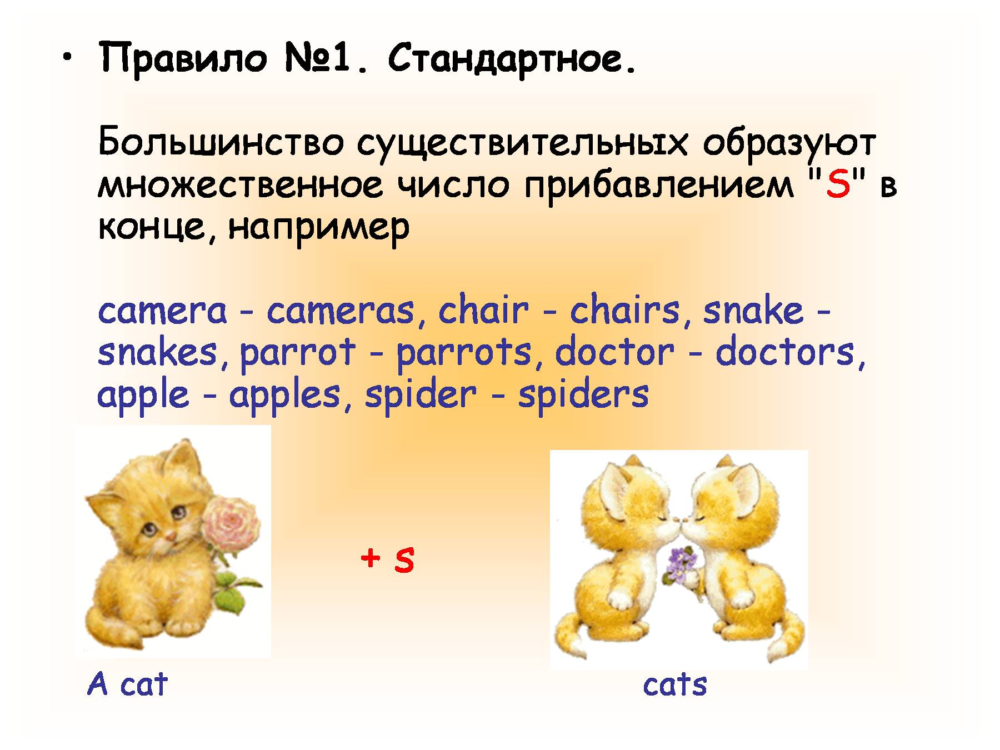 • Правило №1. Стандартное.
Большинство существительных образуют
множественное число прибавлением "S" в
конце, например
camera - cameras, chair - chairs, snake -
snakes, parrot - parrots, doctor - doctors,
apple - apples, spider - spiders
+ s
A cat
cats